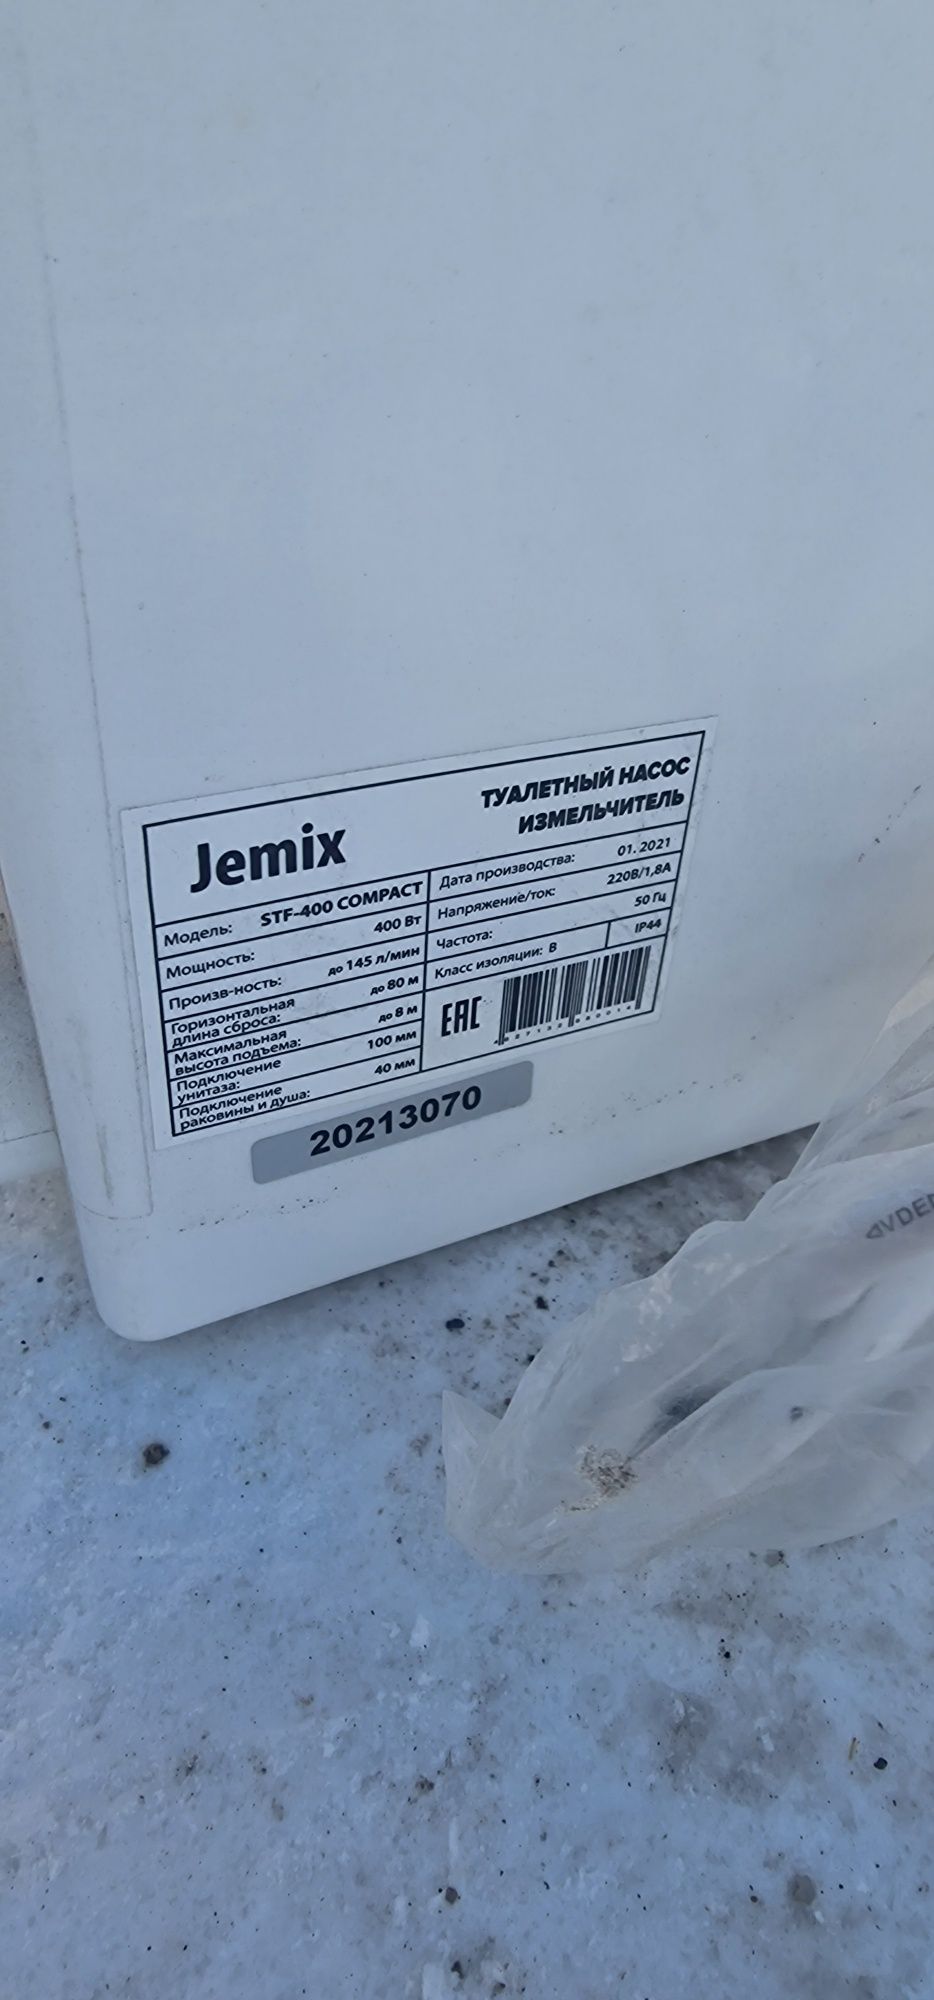 Jemix
ТУАЛЕТНЫЙ НАСОС
ИЗМЕЛЬЧИТЕЛЬ
Модель: STF-400 COMPACT
Мощность: 400 Вт
Произв-ность: до 145 л/мин
Горизонтальная
длина сброса: до 80 м
Максимальная
высота подъема: до 8 м
Подключение
унитаза: 100 мм
Подключение
раковины и душа: 40 мм
Дата производства: 01. 2021
Напряжение/ток: 220В/1,8А
Частота: 50 Гц
Класс изоляции: B IP44
EAC
20213070